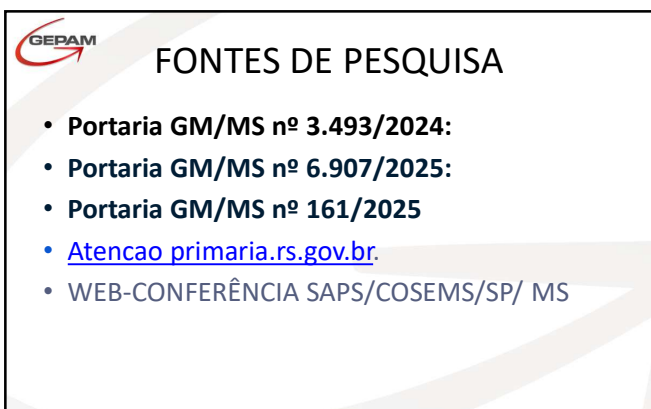 GEPAM
FONTES DE PESQUISA
• Portaria GM/MS nº 3.493/2024:
• Portaria GM/MS nº 6.907/2025:
• Portaria GM/MS nº 161/2025
• Atencao primaria.rs.gov.br.
• WEB-CONFERÊNCIA SAPS/COSEMS/SP/ MS